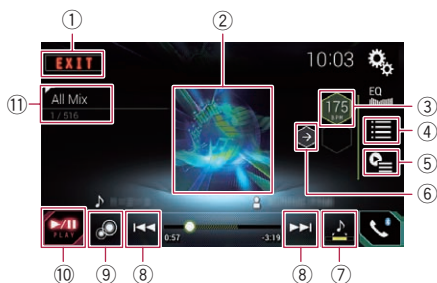 ① ②
EXIT 10:03
EQ
⑪ All Mix 175 ③
1 / 516 BPM
④
⑤
⑥
0:57 -3:19
PLAY
⑩ ⑨ ⑧ ⑧ ⑦